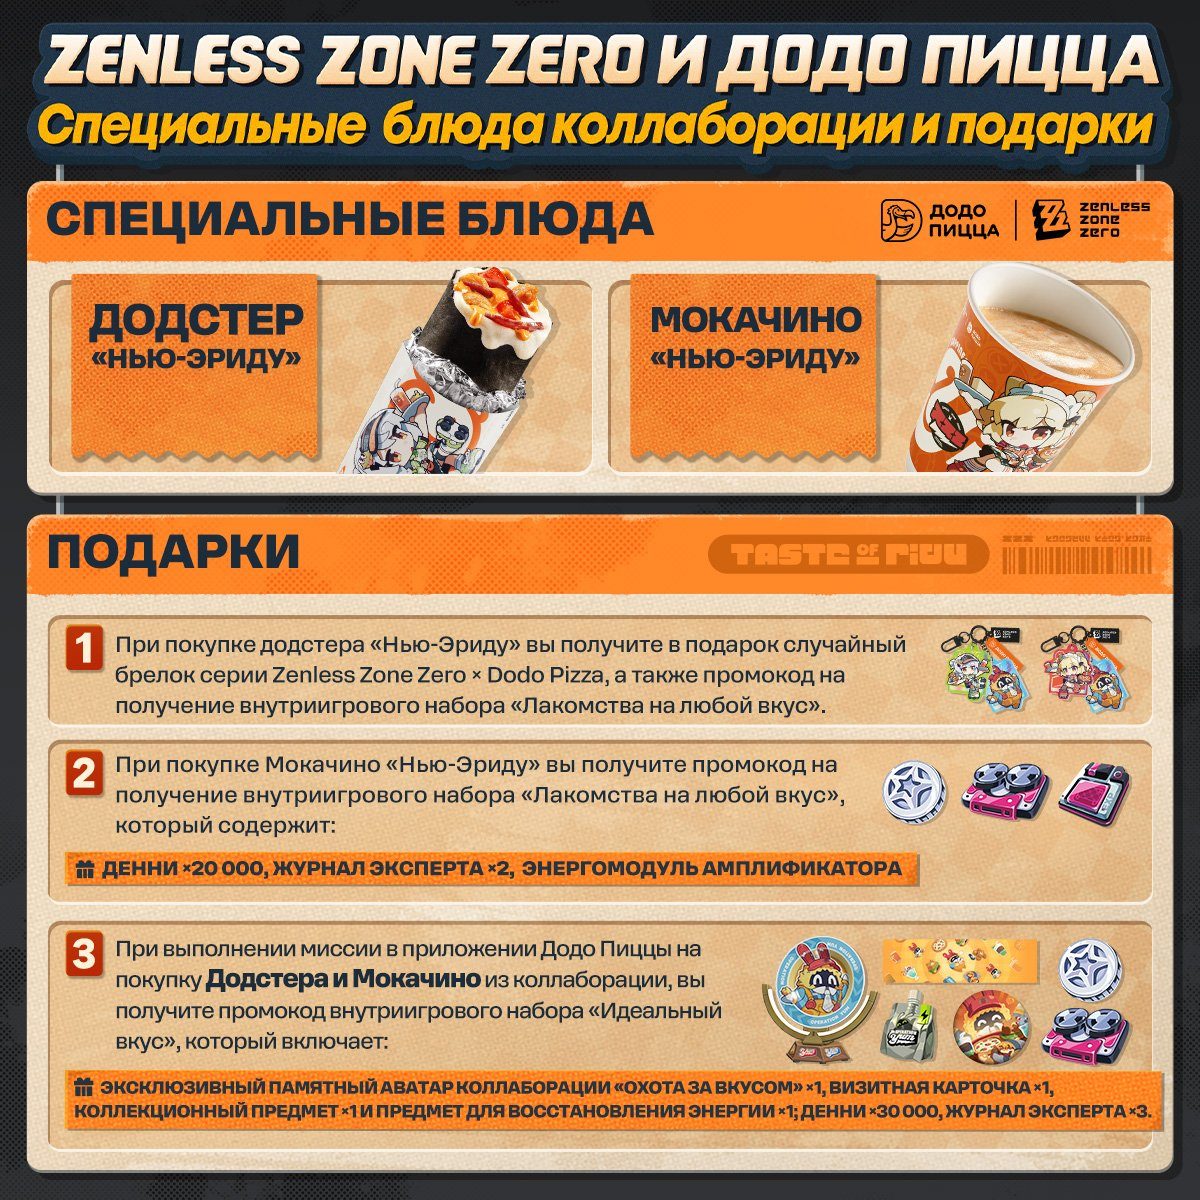 ZENLESS ZONE ZERO И ДОДО ПИЦЦА
Специальные блюда коллаборации и подарки
СПЕЦИАЛЬНЫЕ БЛЮДА
ДОДО
ПИЦЦА
zenless
zone
zero
ДОДСТЕР
«НЬЮ-ЭРИДУ»
МОКАЧИНО
«НЬЮ-ЭРИДУ»
ПОДАРКИ
TASTE OF
1
При покупке додстера «Нью-Эриду» вы получите в подарок случайный
брелок серии Zenless Zone Zero × Dodo Pizza, а также промокод на
получение внутриигрового набора «Лакомства на любой вкус».
2
При покупке Мокачино «Нью-Эриду» вы получите промокод на
получение внутриигрового набора «Лакомства на любой вкус»,
который содержит:
ДЕННИ ×20 000, ЖУРНАЛ ЭКСПЕРТА ×2, ЭНЕРГОМОДУЛЬ АМПЛИФИКАТОРА
3
При выполнении миссии в приложении Додо Пиццы на
покупку Додстера и Мокачино из коллаборации, вы
получите промокод внутриигрового набора «Идеальный
вкус», который включает:
ЭКСКЛЮЗИВНЫЙ ПАМЯТНЫЙ АВАТАР КОЛЛАБОРАЦИИ «ОХОТА ЗА ВКУСОМ» ×1, ВИЗИТНАЯ КАРТОЧКА ×1,
КОЛЛЕКЦИОННЫЙ ПРЕДМЕТ ×1 И ПРЕДМЕТ ДЛЯ ВОССТАНОВЛЕНИЯ ЭНЕРГИИ ×1; ДЕННИ ×30 000, ЖУРНАЛ ЭКСПЕРТА ×3.